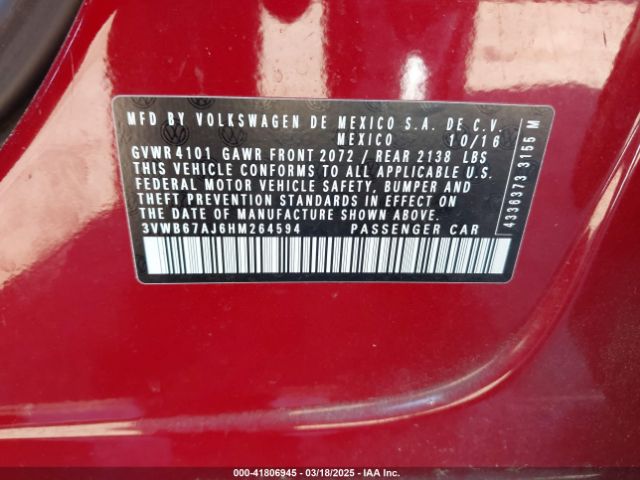 MFD BY VOLKSWAGEN DE MEXICO S.A. DE C.V.
MEXICO 10/16
GVWR 4101 GAWR FRONT 2072 / REAR 2138 LBS
THIS VEHICLE CONFORMS TO ALL APPLICABLE U.S.
FEDERAL MOTOR VEHICLE SAFETY, BUMPER AND
THEFT PREVENTION STANDARDS IN EFFECT ON
THE DATE OF MANUFACTURE SHOWN ABOVE
3VWB67AJ6HM264594 PASSENGER CAR
4336373 3155 M
000-41806945 - 03/18/2025 - IAA Inc.